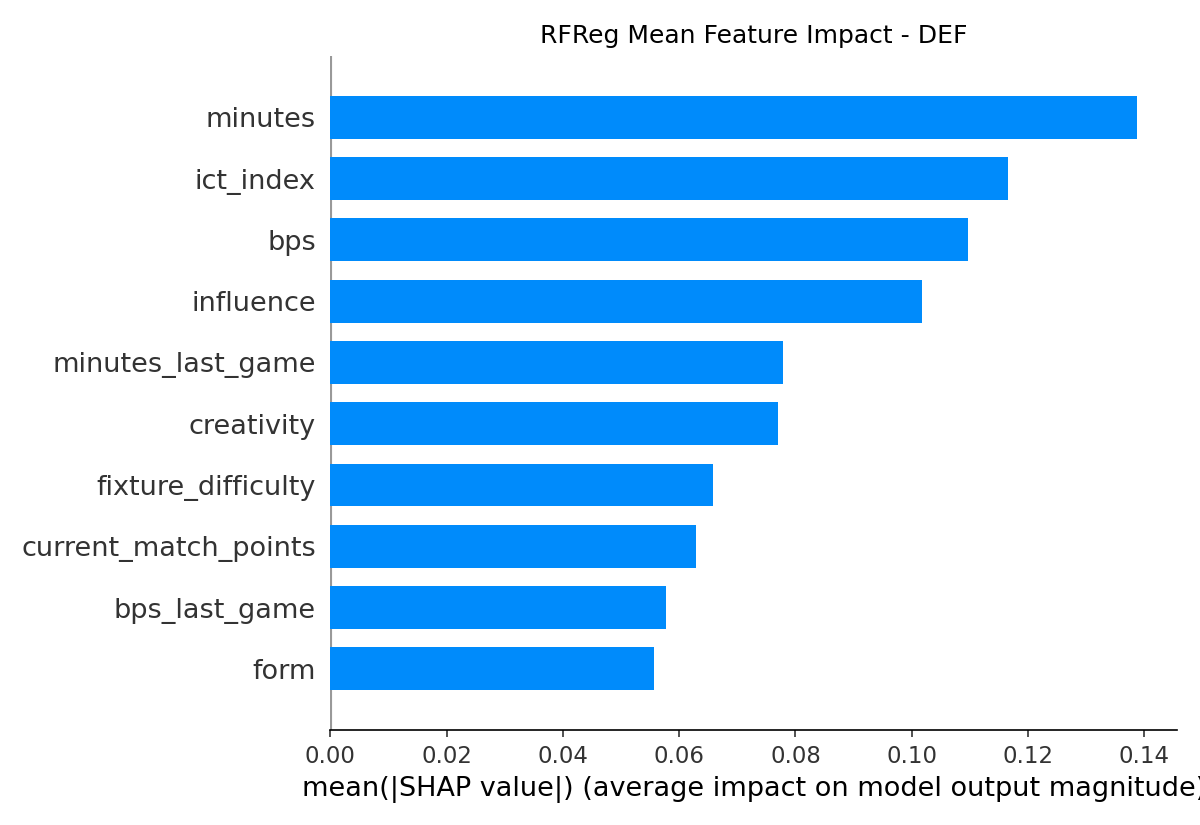 RFReg Mean Feature Impact - DEF
minutes
ict_index
bps
influence
minutes_last_game
creativity
fixture_difficulty
current_match_points
bps_last_game
form
0.00 0.02 0.04 0.06 0.08 0.10 0.12 0.14
mean(|SHAP value|) (average impact on model output magnitude)